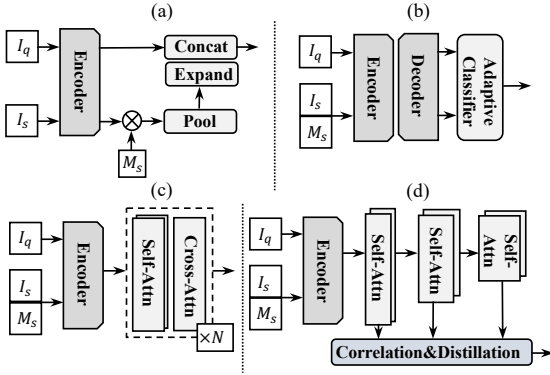 (a)
I_q
I_s
Encoder
Concat
Expand
Pool
M_s
(b)
I_q
I_s
M_s
Encoder
Decoder
Adaptive
Classifier
(c)
I_q
I_s
M_s
Encoder
Self-Attn
Cross-Attn
×N
(d)
I_q
I_s
M_s
Encoder
Self-Attn
Self-Attn
Self-
Attn
Correlation&Distillation